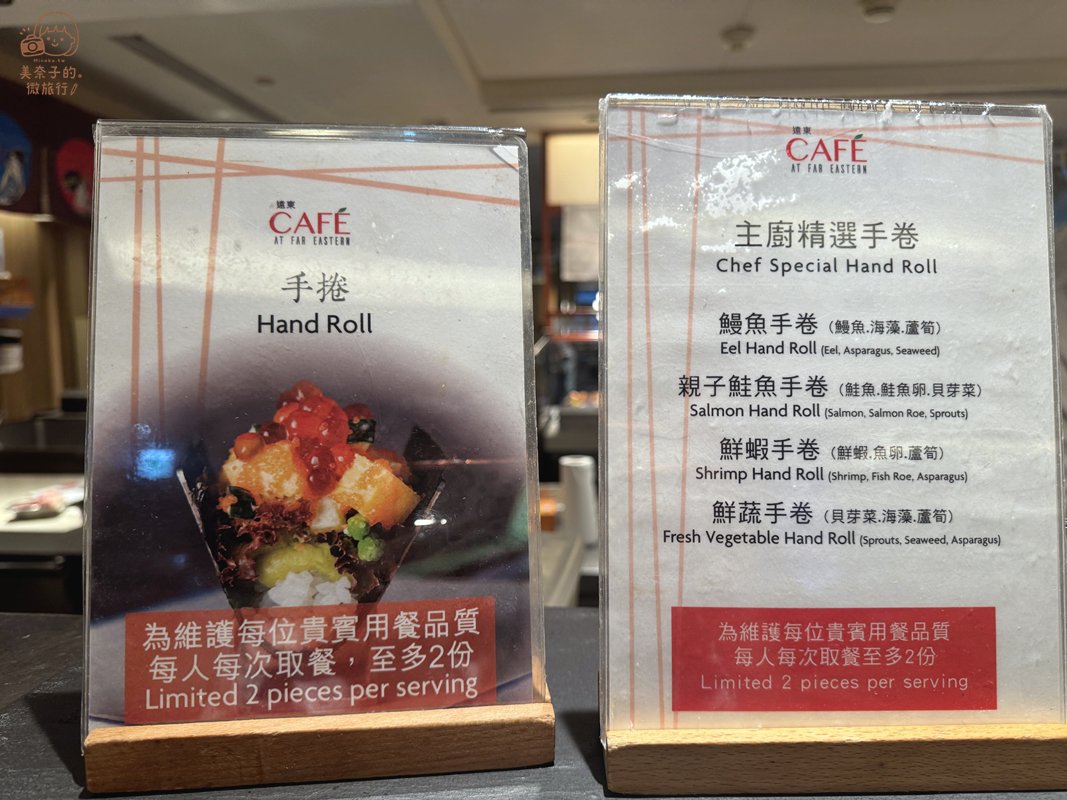 Minako.tw
美奈子的。
微旅行
遠東
CAFÉ
AT FAR EASTERN
手捲
Hand Roll
為維護每位貴賓用餐品質
每人每次取餐，至多2份
Limited 2 pieces per serving
遠東
CAFÉ
AT FAR EASTERN
主廚精選手卷
Chef Special Hand Roll
鰻魚手卷（鰻魚.海藻.蘆筍）
Eel Hand Roll (Eel, Asparagus, Seaweed)
親子鮭魚手卷（鮭魚.鮭魚卵.貝芽菜）
Salmon Hand Roll (Salmon, Salmon Roe, Sprouts)
鮮蝦手卷（鮮蝦.魚卵.蘆筍）
Shrimp Hand Roll (Shrimp, Fish Roe, Asparagus)
鮮蔬手卷（貝芽菜.海藻.蘆筍）
Fresh Vegetable Hand Roll (Sprouts, Seaweed, Asparagus)
為維護每位貴賓用餐品質
每人每次取餐至多2份
Limited 2 pieces per serving